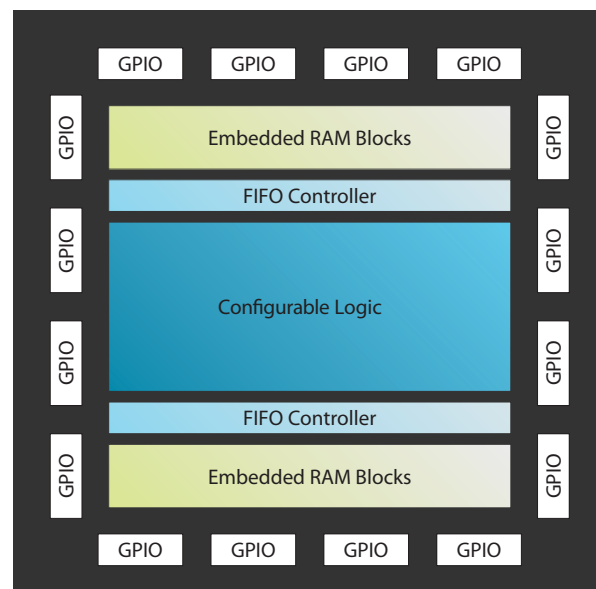 GPIO GPIO GPIO GPIO
GPIO
GPIO
GPIO
GPIO
Embedded RAM Blocks
FIFO Controller
Configurable Logic
FIFO Controller
Embedded RAM Blocks
GPIO
GPIO
GPIO
GPIO
GPIO GPIO GPIO GPIO